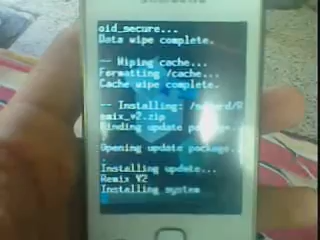 SAMSUNG
oid_secure...
Data wipe complete.
-- Wiping cache...
Formatting /cache...
Cache wipe complete.
-- Installing:
emix_v2.zip
Finding update package..
Opening update package..
Installing update...
Remix V2
Installing system